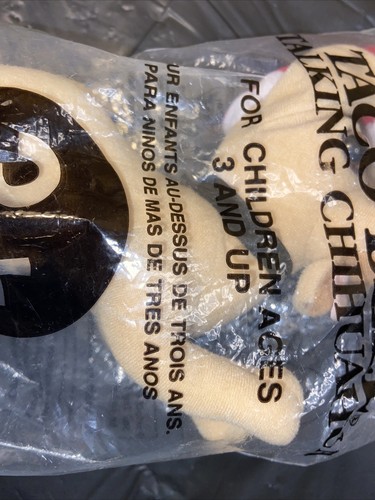 TACO
TALKING CHIHUAHUA
FOR CHILDREN AGES
3 AND UP
UR ENFANTS AU-DESSUS DE TROIS ANS.
PARA NINOS DE MAS DE TRES ANOS